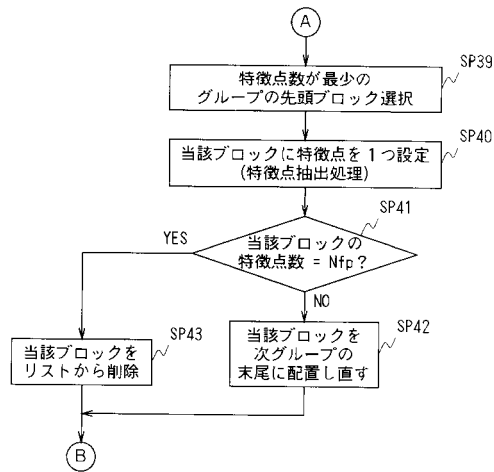 A
SP39
特徴点数が最少の
グループの先頭ブロック選択
SP40
当該ブロックに特徴点を1つ設定
(特徴点抽出処理)
SP41
当該ブロックの
特徴点数 = Nfp?
YES
NO
SP43
当該ブロックを
リストから削除
SP42
当該ブロックを
次グループの
末尾に配置し直す
B